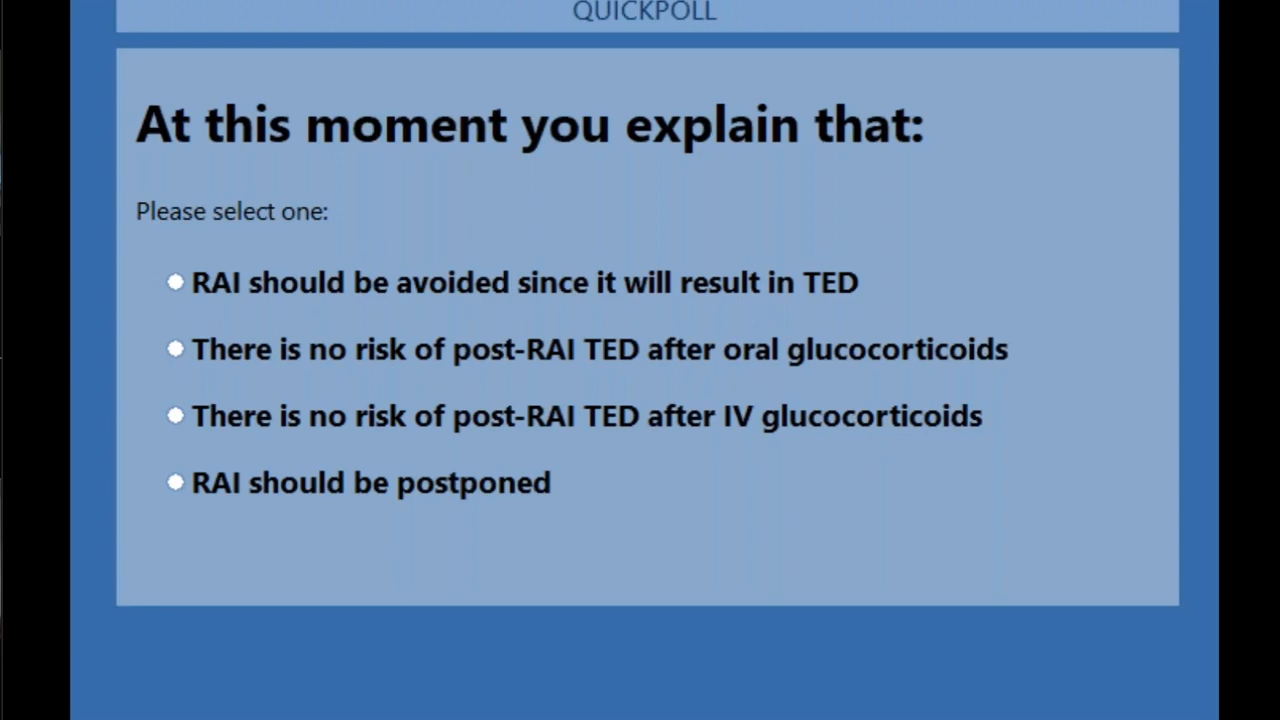 QUICKPOLL
At this moment you explain that:
Please select one:
RAI should be avoided since it will result in TED
There is no risk of post-RAI TED after oral glucocorticoids
There is no risk of post-RAI TED after IV glucocorticoids
RAI should be postponed